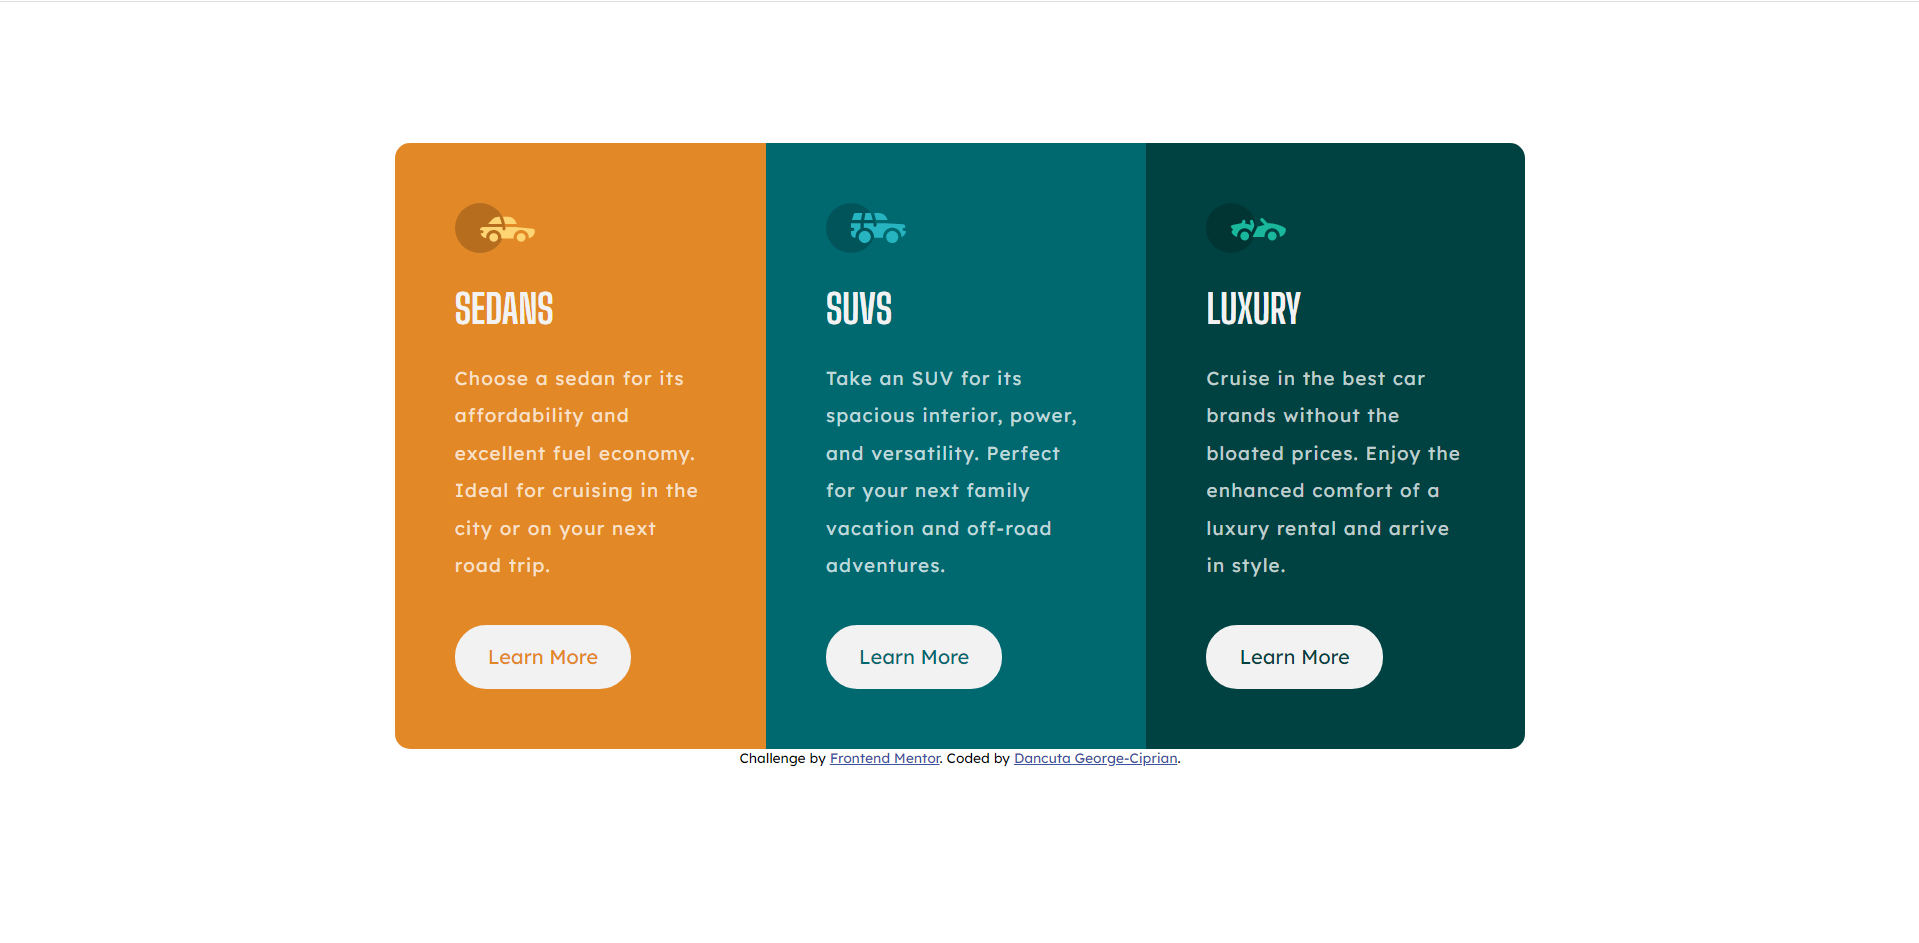 SEDANS
Choose a sedan for its
affordability and
excellent fuel economy.
Ideal for cruising in the
city or on your next
road trip.
Learn More
SUVS
Take an SUV for its
spacious interior, power,
and versatility. Perfect
for your next family
vacation and off-road
adventures.
Learn More
LUXURY
Cruise in the best car
brands without the
bloated prices. Enjoy the
enhanced comfort of a
luxury rental and arrive
in style.
Learn More
Challenge by Frontend Mentor. Coded by Dancuta George-Ciprian.